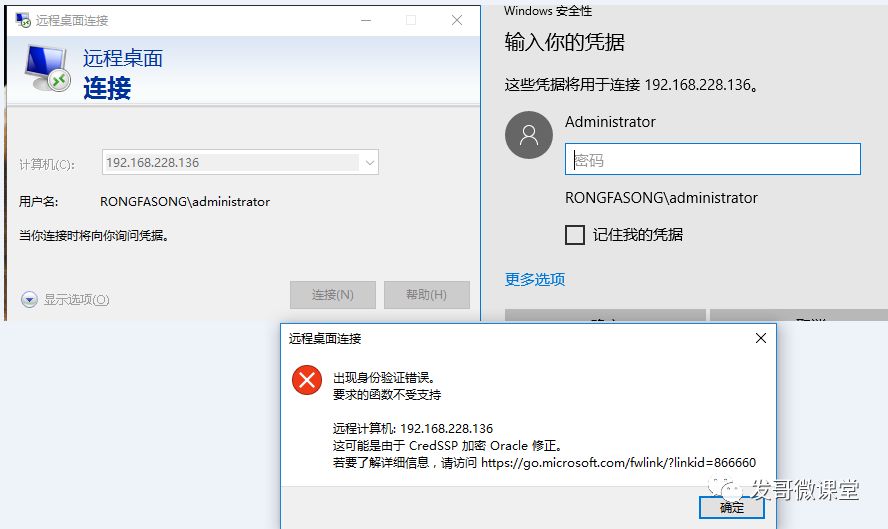 远程桌面连接
远程桌面
连接
计算机(C):
192.168.228.136
用户名:
RONGFASONG\administrator
当你连接时将向你询问凭据。
显示选项(O)
连接(N)
帮助(H)
Windows 安全性
输入你的凭据
这些凭据将用于连接 192.168.228.136。
Administrator
密码
RONGFASONG\administrator
记住我的凭据
更多选项
远程桌面连接
出现身份验证错误。
要求的函数不受支持
远程计算机: 192.168.228.136
这可能是由于 CredSSP 加密 Oracle 修正。
若要了解详细信息，请访问 https://go.microsoft.com/fwlink/?linkid=866660
确定
发哥微课堂